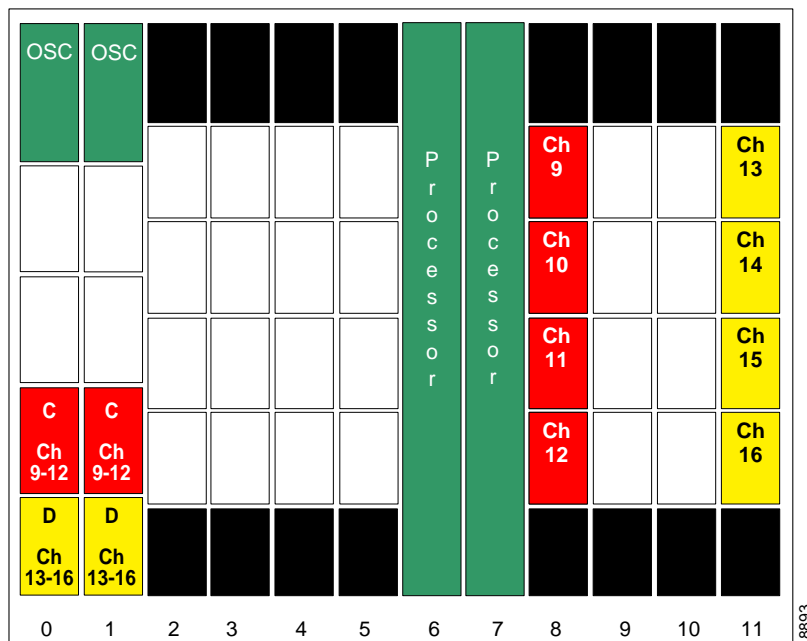 OSC OSC
Processor
Processor
Ch
9
Ch
13
Ch
10
Ch
14
Ch
11
Ch
15
Ch
12
Ch
16
C
Ch
9-12
C
Ch
9-12
D
Ch
13-16
D
Ch
13-16
0 1 2 3 4 5 6 7 8 9 10 11